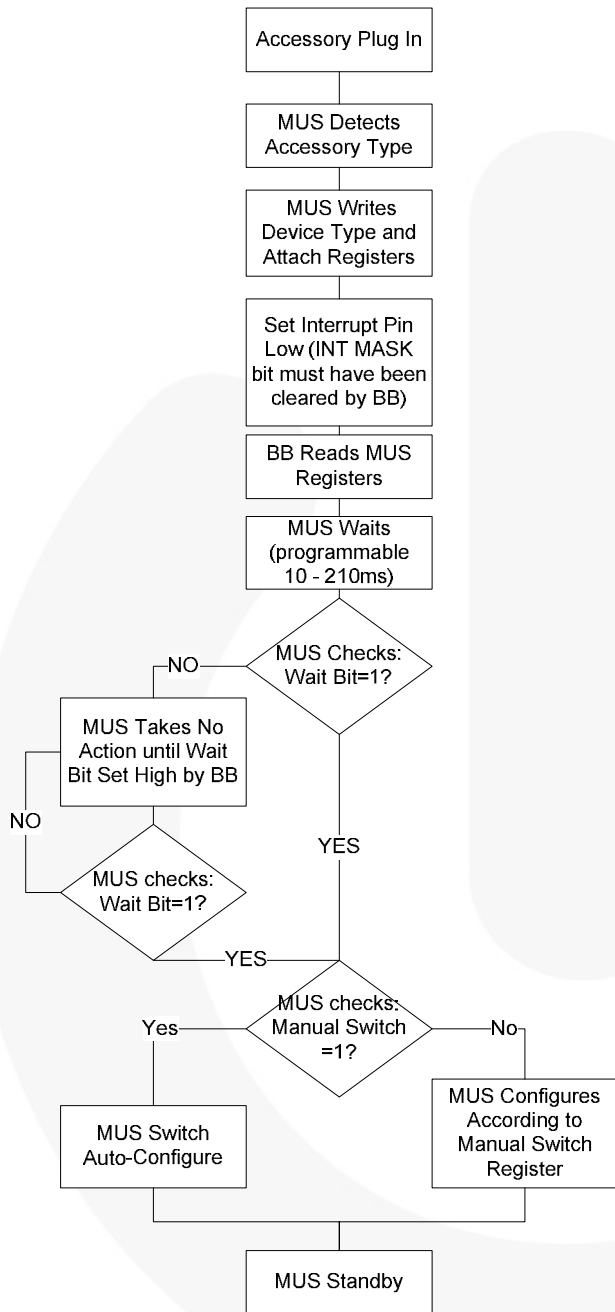 Accessory Plug In
MUS Detects
Accessory Type
MUS Writes
Device Type and
Attach Registers
Set Interrupt Pin
Low (INT MASK
bit must have been
cleared by BB)
BB Reads MUS
Registers
MUS Waits
(programmable
10 - 210ms)
MUS Checks:
Wait Bit=1?
NO
MUS Takes No
Action until Wait
Bit Set High by BB
NO
YES
MUS checks:
Wait Bit=1?
YES
MUS checks:
Manual Switch
=1?
Yes
No
MUS Switch
Auto-Configure
MUS Configures
According to
Manual Switch
Register
MUS Standby